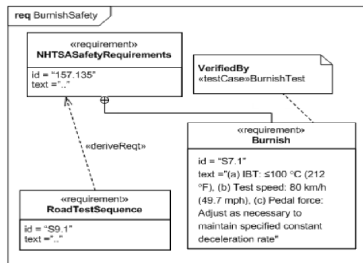 req BurnishSafety
«requirement»
NHTSASafetyRequirements
id = "157.135"
text =".."
VerifiedBy
«testCase»BurnishTest
«deriveReqt»
«requirement»
Burnish
id = "S7.1"
text ="(a) IBT: ≤100 °C (212
°F), (b) Test speed: 80 km/h
(49.7 mph), (c) Pedal force:
Adjust as necessary to
maintain specified constant
deceleration rate"
«requirement»
RoadTestSequence
id = "S9.1"
text =".."